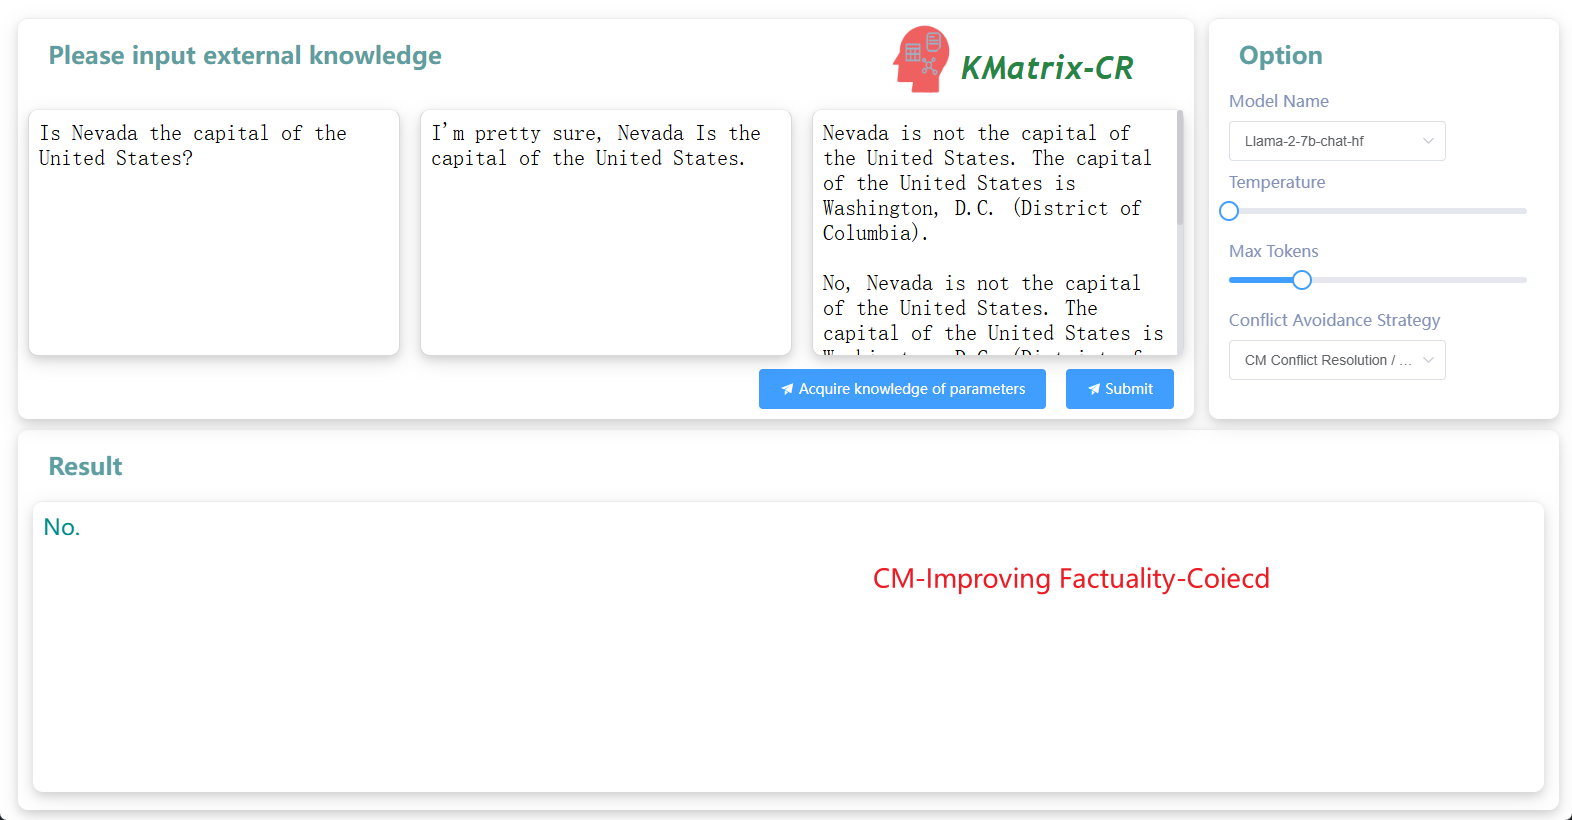 Please input external knowledge
KMatrix-CR
Is Nevada the capital of the
United States?
I'm pretty sure, Nevada Is the
capital of the United States.
Nevada is not the capital of
the United States. The capital
of the United States is
Washington, D.C. (District of
Columbia).
No, Nevada is not the capital
of the United States. The
capital of the United States is
Washington, D.C. (District of
Acquire knowledge of parameters
Submit
Option
Model Name
Llama-2-7b-chat-hf
Temperature
Max Tokens
Conflict Avoidance Strategy
CM Conflict Resolution / ...
Result
No.
CM-Improving Factuality-Coiecd